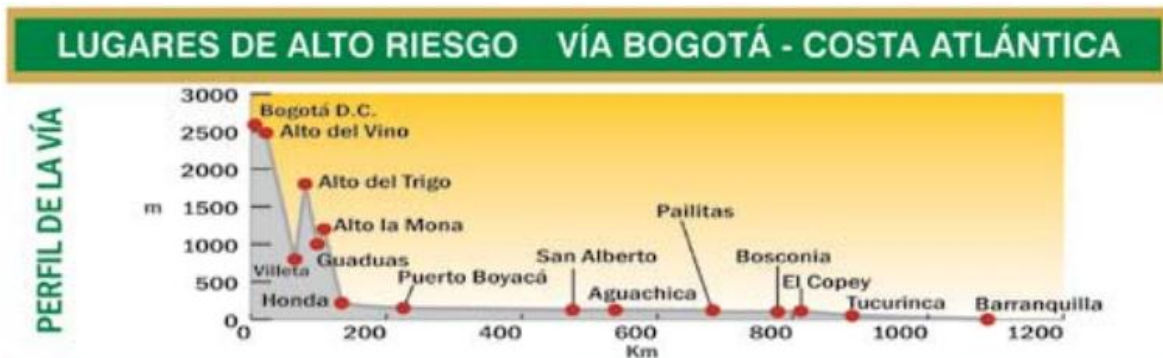 LUGARES DE ALTO RIESGO VÍA BOGOTÁ - COSTA ATLÁNTICA
PERFIL DE LA VÍA
m
3000
2500
2000
1500
1000
500
0
Bogotá D.C.
Alto del Vino
Alto del Trigo
Alto la Mona
Villeta
Guaduas
Honda
Puerto Boyacá
San Alberto
Aguachica
Pailitas
Bosconia
El Copey
Tucurinca
Barranquilla
0 200 400 600 800 1000 1200
Km